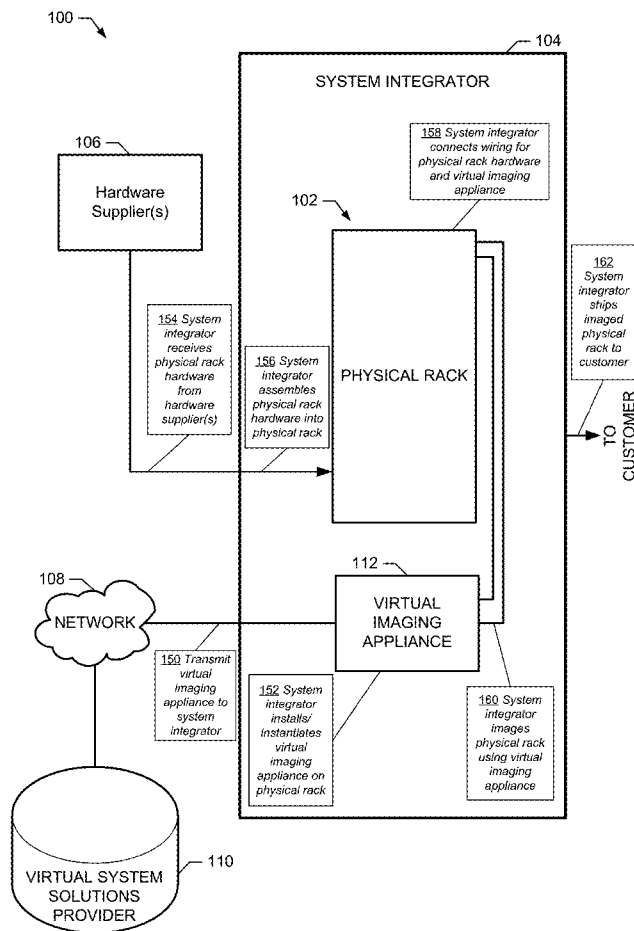 100
104
SYSTEM INTEGRATOR
106
Hardware
Supplier(s)
158 System integrator
connects wiring for
physical rack hardware
and virtual imaging
appliance
102
PHYSICAL RACK
154 System
integrator
receives
physical rack
hardware
from
hardware
supplier(s)
156 System
integrator
assembles
physical rack
hardware into
physical rack
162
System
integrator
ships
imaged
physical
rack to
customer
TO
CUSTOMER
108
NETWORK
112
VIRTUAL
IMAGING
APPLIANCE
150 Transmit
virtual
imaging
appliance to
system
integrator
152 System
integrator
installs/
instantiates
virtual
imaging
appliance on
physical rack
160 System
integrator
images
physical rack
using virtual
imaging
appliance
VIRTUAL SYSTEM
SOLUTIONS
PROVIDER
110